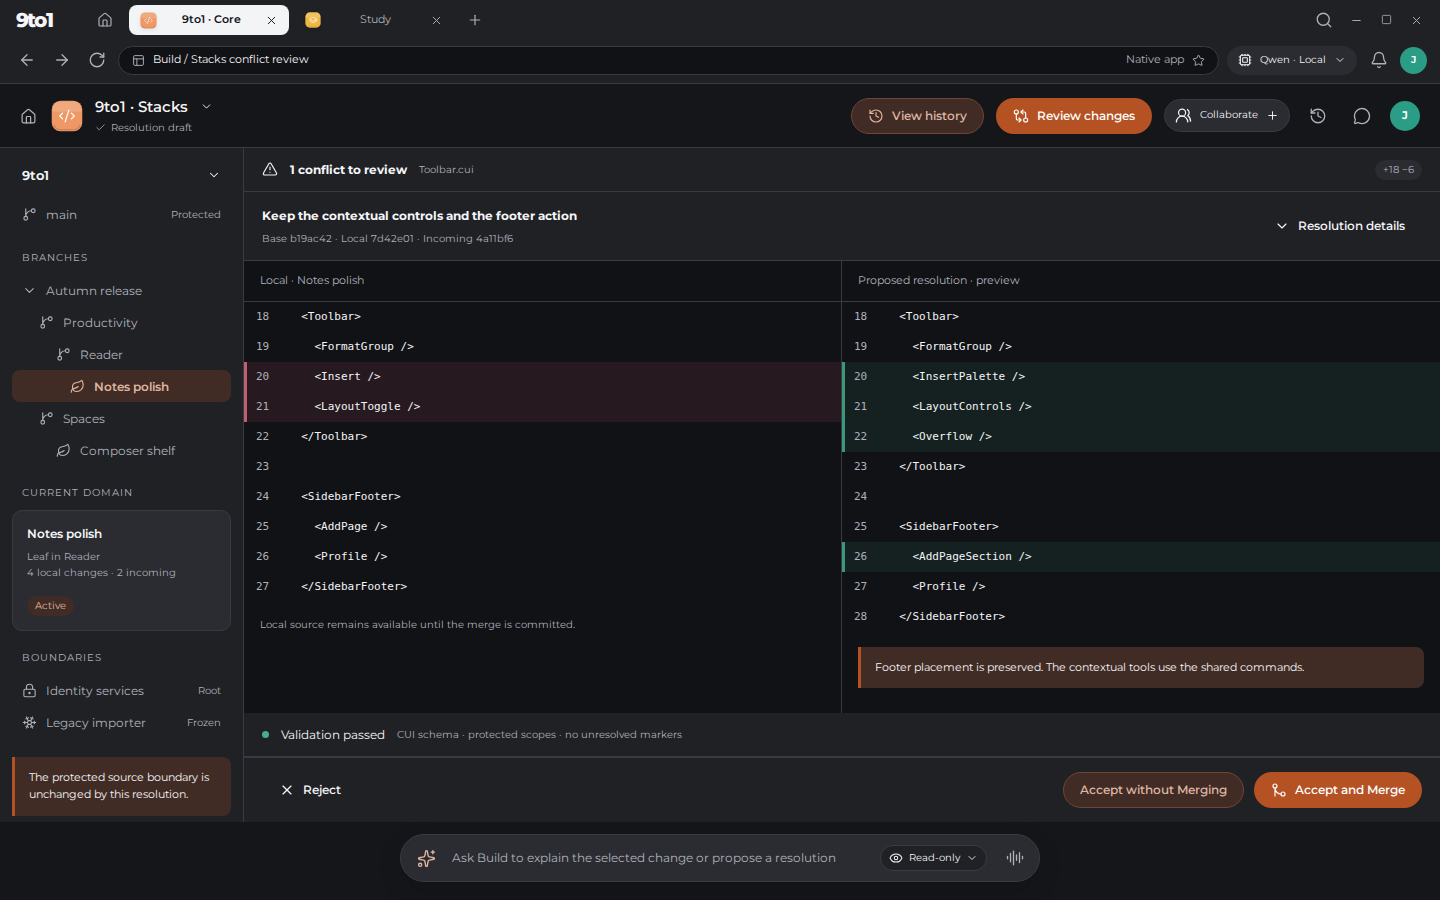 9to1
9to1 · Core
Study
Build / Stacks conflict review
Native app
Qwen · Local
J
9to1 · Stacks
Resolution draft
View history
Review changes
Collaborate
J
9to1
main
Protected
BRANCHES
Autumn release
Productivity
Reader
Notes polish
Spaces
Composer shelf
CURRENT DOMAIN
Notes polish
Leaf in Reader
4 local changes · 2 incoming
Active
BOUNDARIES
Identity services
Root
Legacy importer
Frozen
The protected source boundary is
unchanged by this resolution.
1 conflict to review
Toolbar.cui
+18 −6
Keep the contextual controls and the footer action
Base b19ac42 · Local 7d42e01 · Incoming 4a11bf6
Resolution details
Local · Notes polish
18 <Toolbar>
19 <FormatGroup />
20 <Insert />
21 <LayoutToggle />
22 </Toolbar>
23
24 <SidebarFooter>
25 <AddPage />
26 <Profile />
27 </SidebarFooter>
Local source remains available until the merge is committed.
Proposed resolution · preview
18 <Toolbar>
19 <FormatGroup />
20 <InsertPalette />
21 <LayoutControls />
22 <Overflow />
23 </Toolbar>
24
25 <SidebarFooter>
26 <AddPageSection />
27 <Profile />
28 </SidebarFooter>
Footer placement is preserved. The contextual tools use the shared commands.
Validation passed
CUI schema · protected scopes · no unresolved markers
Reject
Accept without Merging
Accept and Merge
Ask Build to explain the selected change or propose a resolution
Read-only